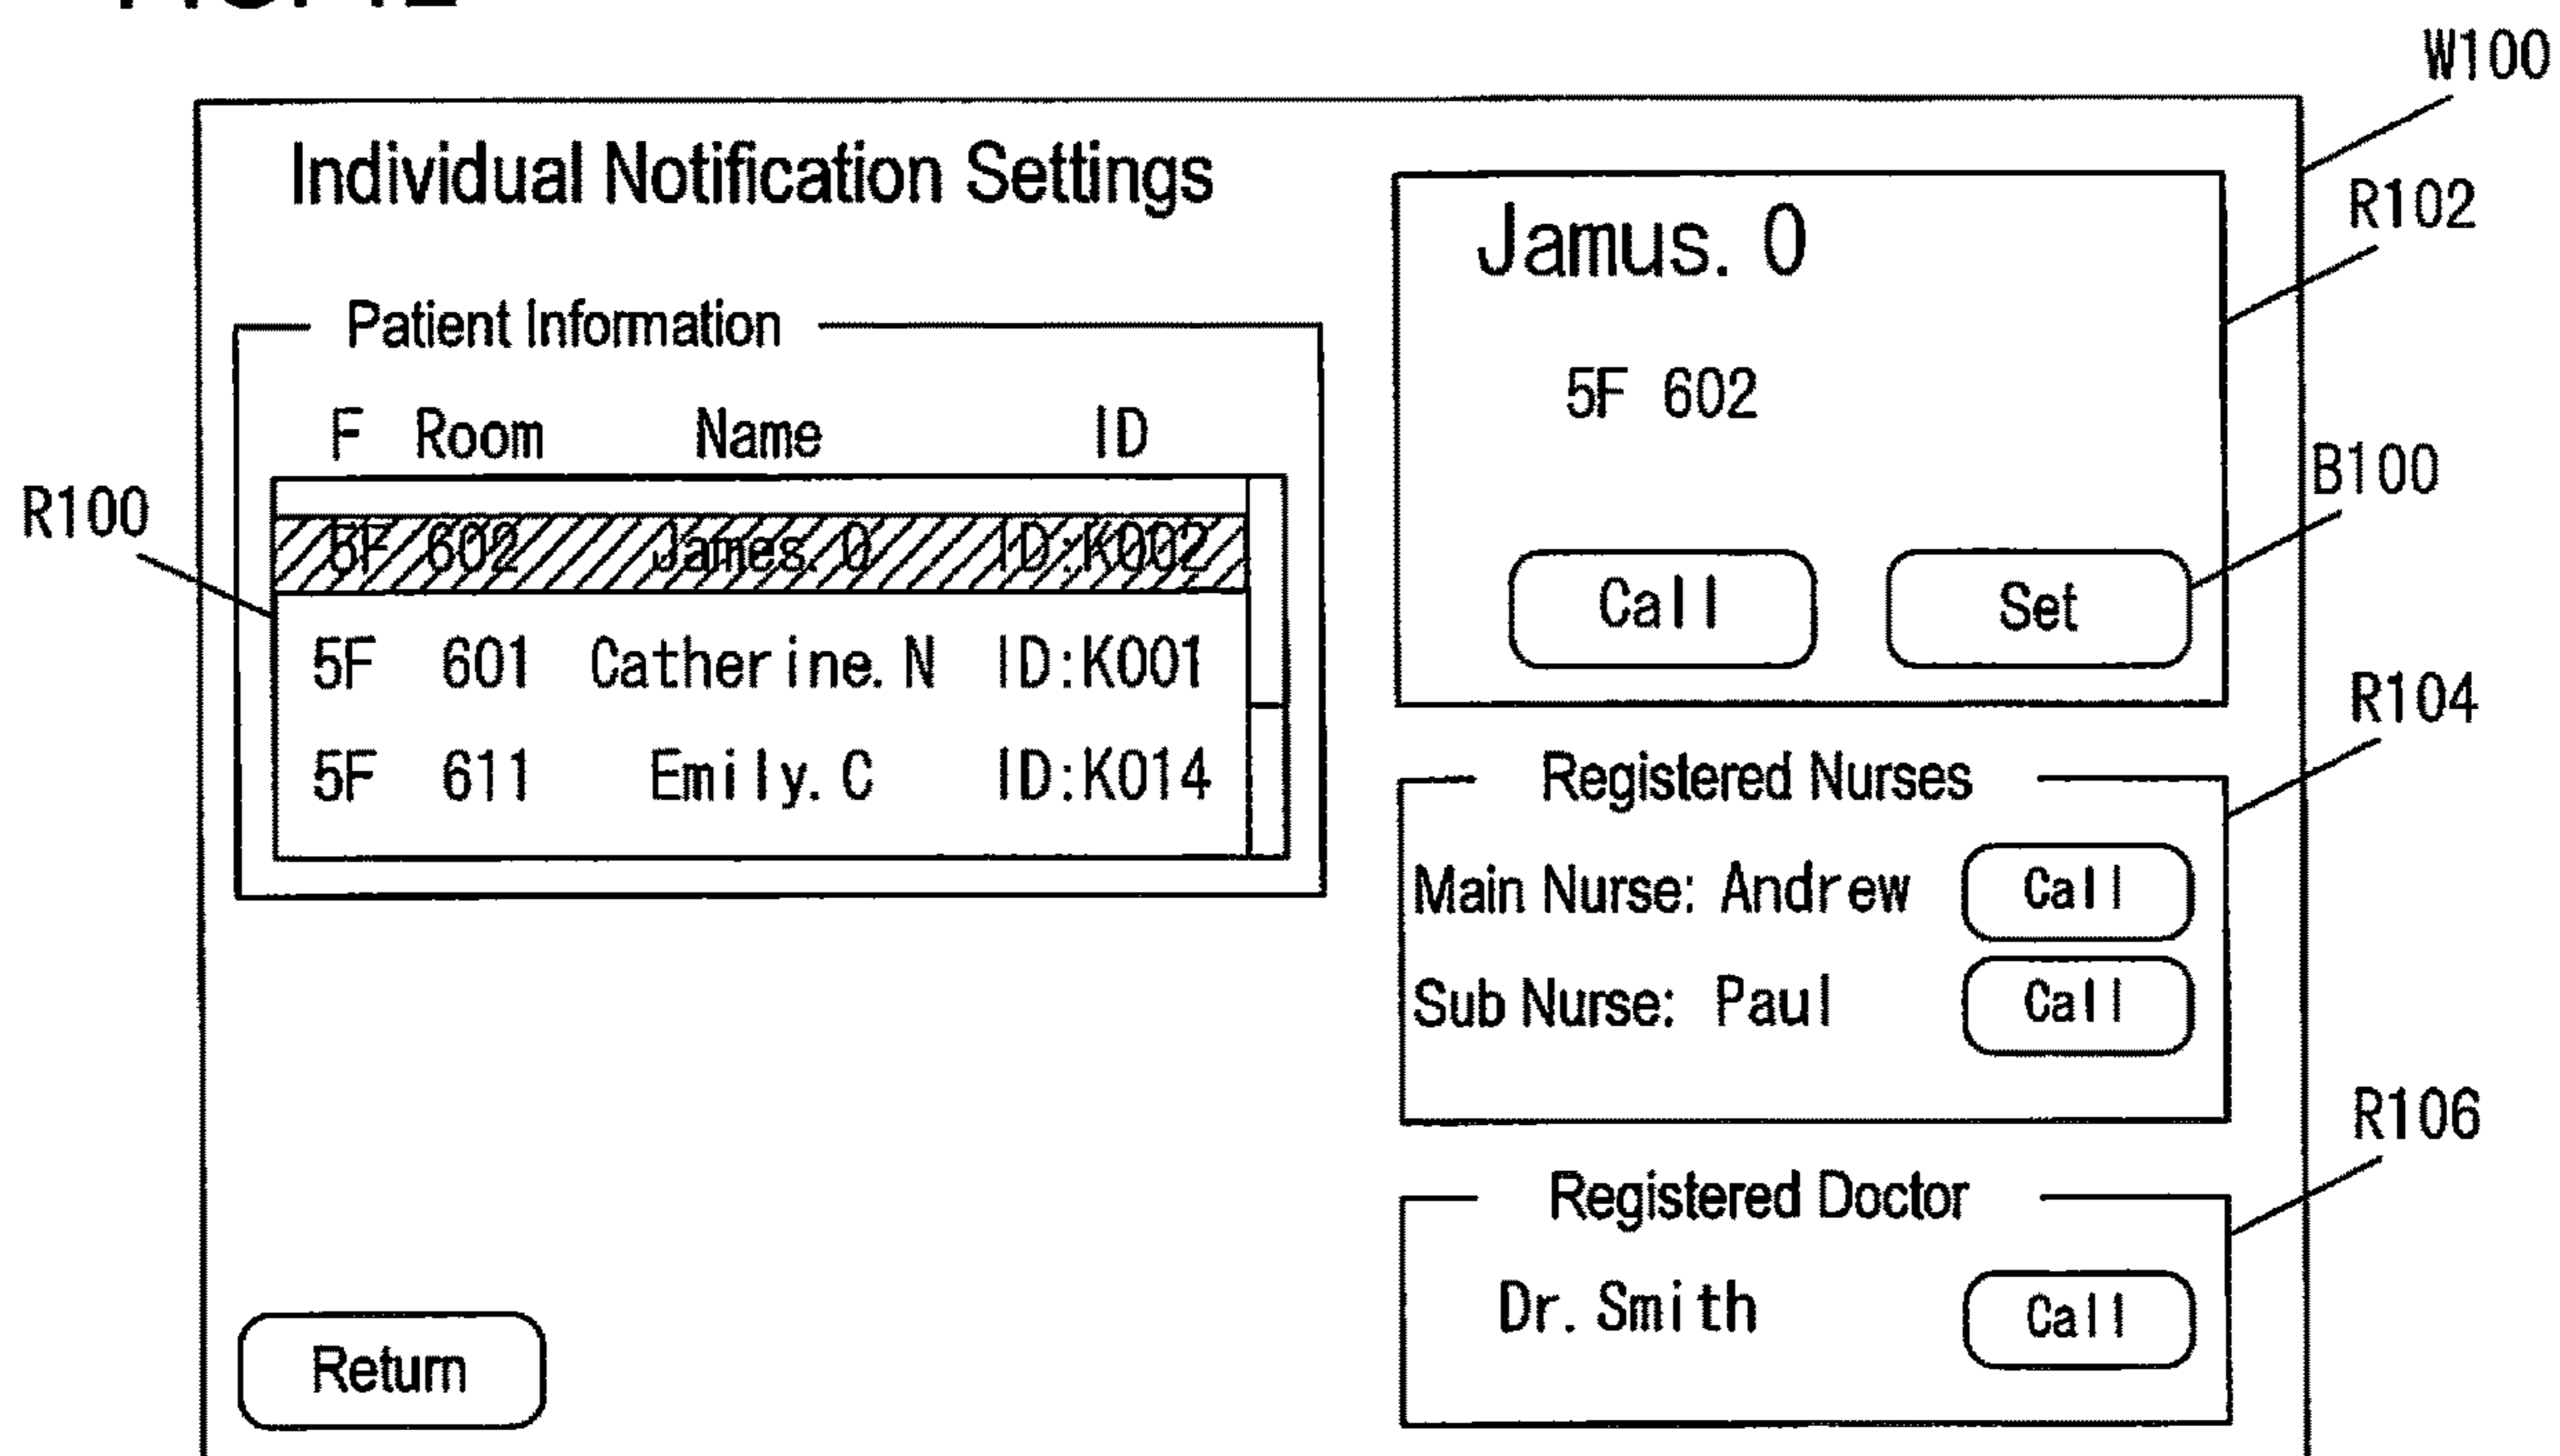 W100
Individual Notification Settings
R102
Jamus. O
Patient Information
5F 602
F Room Name ID
B100
R100
5F 602 James. O ID:K002
Call Set
5F 601 Catherine. N ID:K001
R104
5F 611 Emily. C ID:K014
Registered Nurses
Main Nurse: Andrew Call
Sub Nurse: Paul Call
R106
Registered Doctor
Dr. Smith Call
Return